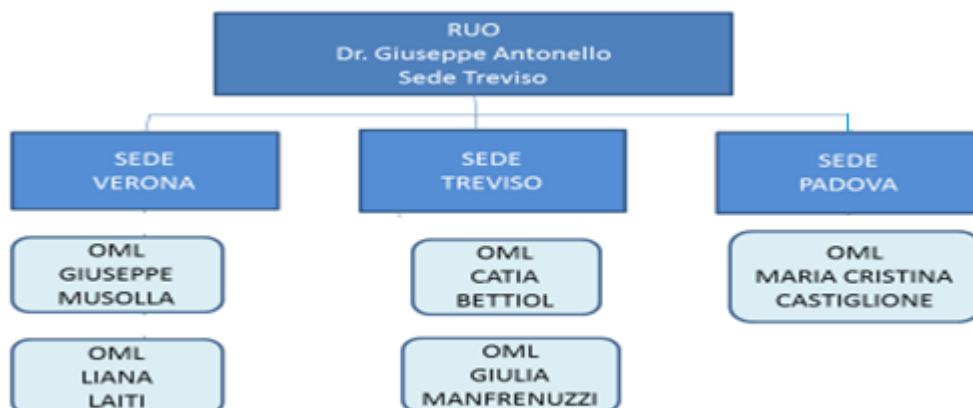 RUO
Dr. Giuseppe Antonello
Sede Treviso
SEDE
VERONA
SEDE
TREVISO
SEDE
PADOVA
OML
GIUSEPPE
MUSOLLA
OML
CATIA
BETTIOL
OML
MARIA CRISTINA
CASTIGLIONE
OML
LIANA
LAITI
OML
GIULIA
MANFRENUZZI